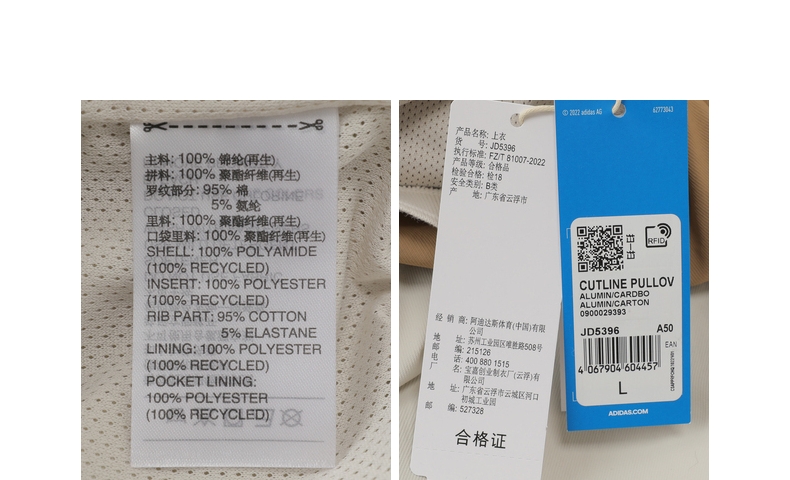 主料: 100% 锦纶(再生)
拼料: 100% 聚酯纤维(再生)
罗纹部分: 95% 棉
5% 氨纶
里料: 100% 聚酯纤维(再生)
口袋里料: 100% 聚酯纤维(再生)
SHELL: 100% POLYAMIDE
(100% RECYCLED)
INSERT: 100% POLYESTER
(100% RECYCLED)
RIB PART: 95% COTTON
5% ELASTANE
LINING: 100% POLYESTER
(100% RECYCLED)
POCKET LINING:
100% POLYESTER
(100% RECYCLED)
产品名称: 上衣
货 号: JD5396
执行标准: FZ/T 81007-2022
产品等级: 合格品
检验合格: 检18
安全类别: B类
产 地: 广东省云浮市
经 销 商: 阿迪达斯体育(中国)有限
公司
地 址: 苏州工业园区唯胜路508号
邮 编: 215126
电 话: 400 880 1515
厂 名: 宝嘉创业制衣厂(云浮)有
限公司
地 址: 广东省云浮市云城区河口
初城工业园
邮 编: 527328
合格证
© 2022 adidas AG
62773043
RFID
CUTLINE PULLOV
ALUMIN/CARDBO
ALUMINI/CARTON
0900029393
JD5396 A50
EAN
4 067904 604457
L
ADIDAS.COM